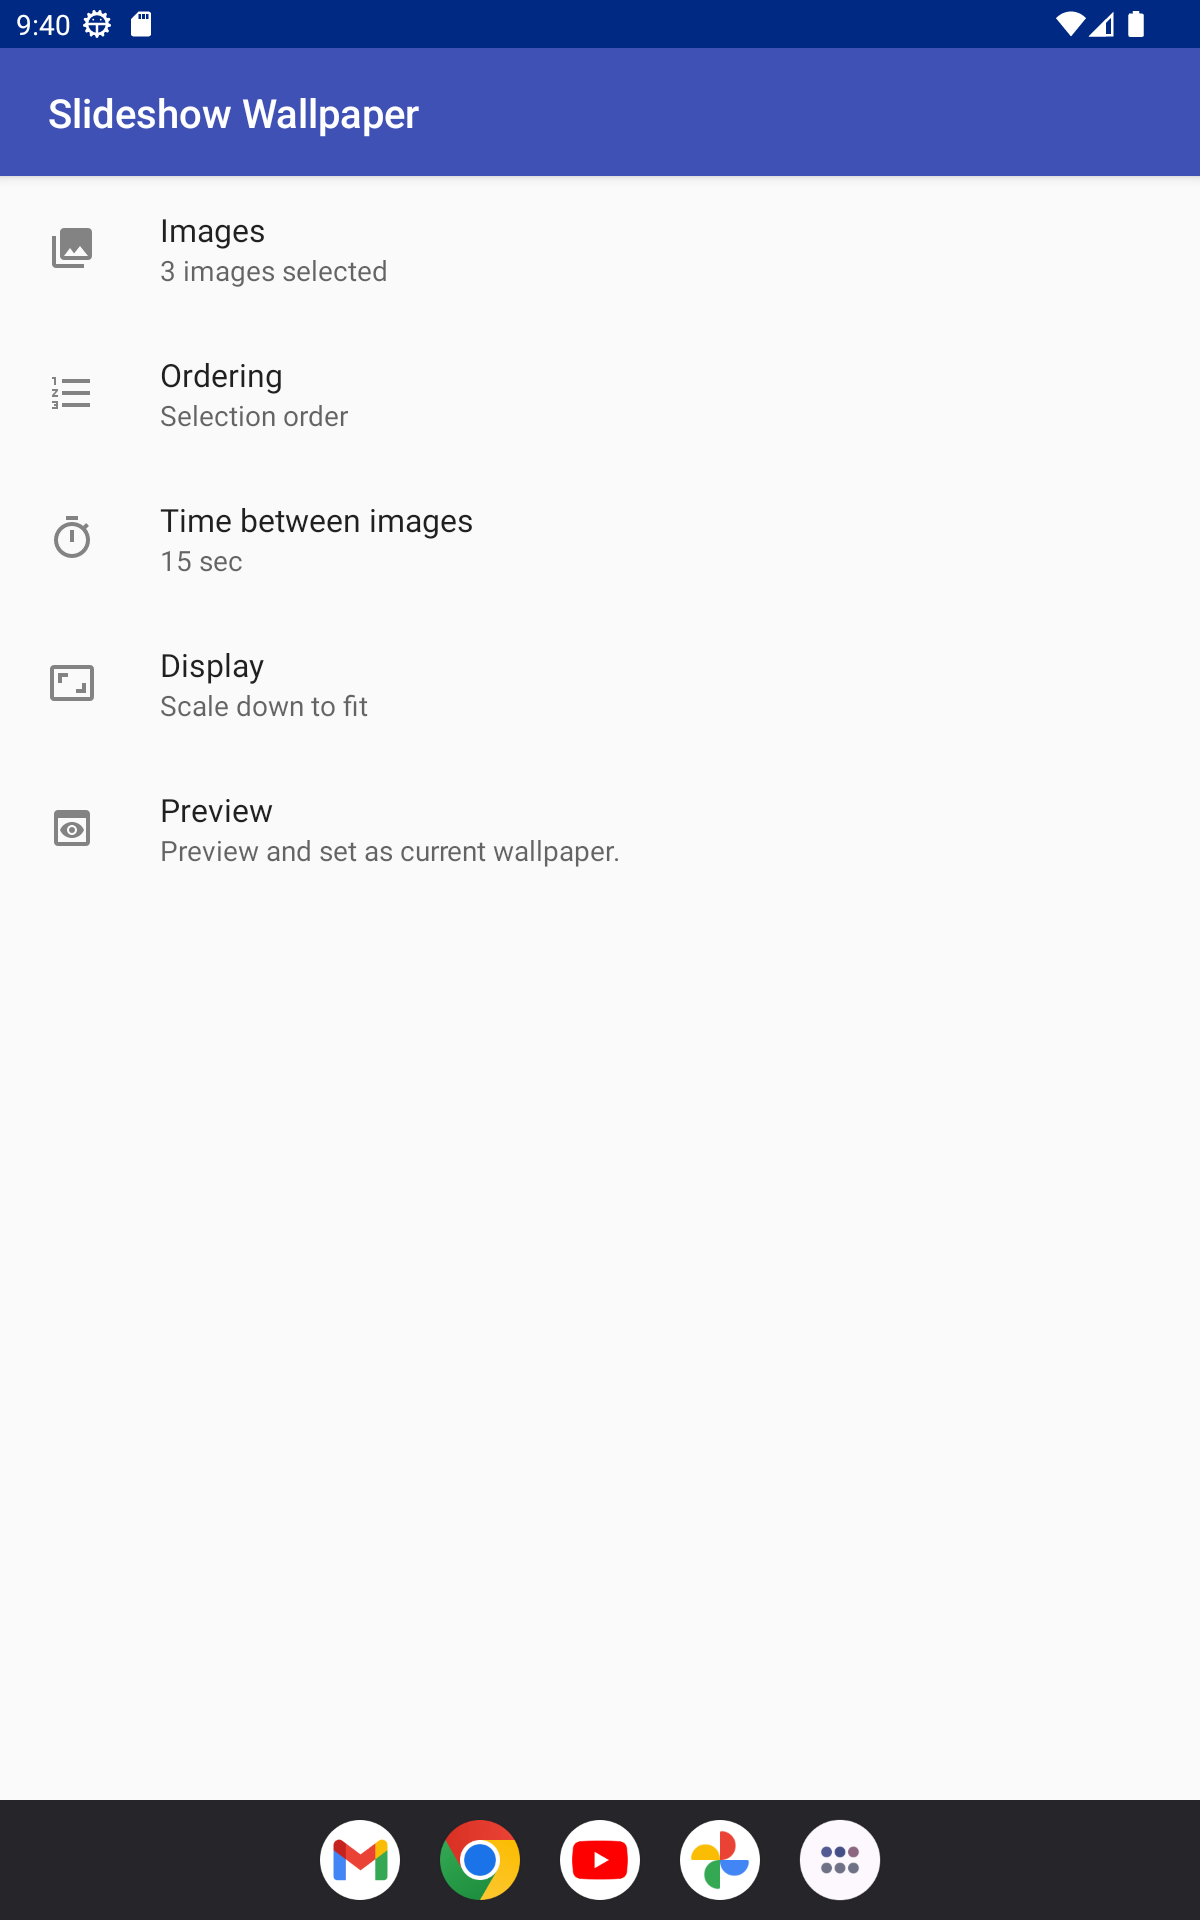 9:40
Slideshow Wallpaper
Images
3 images selected
Ordering
Selection order
Time between images
15 sec
Display
Scale down to fit
Preview
Preview and set as current wallpaper.